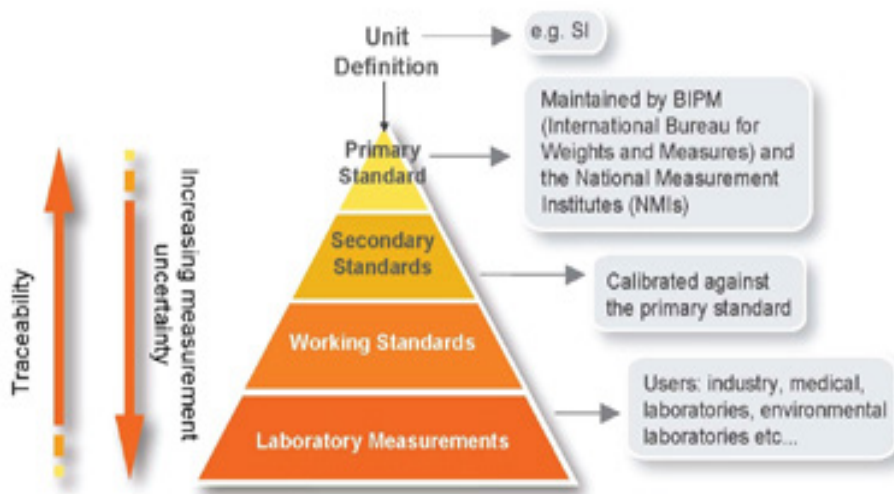 Unit
Definition
e.g. SI
Primary
Standard
Maintained by BIPM
(International Bureau for
Weights and Measures) and
the National Measurement
Institutes (NMIs)
Secondary
Standards
Calibrated against
the primary standard
Working Standards
Laboratory Measurements
Users: industry, medical,
laboratories, environmental
laboratories etc...
Traceability
Increasing measurement
uncertainty